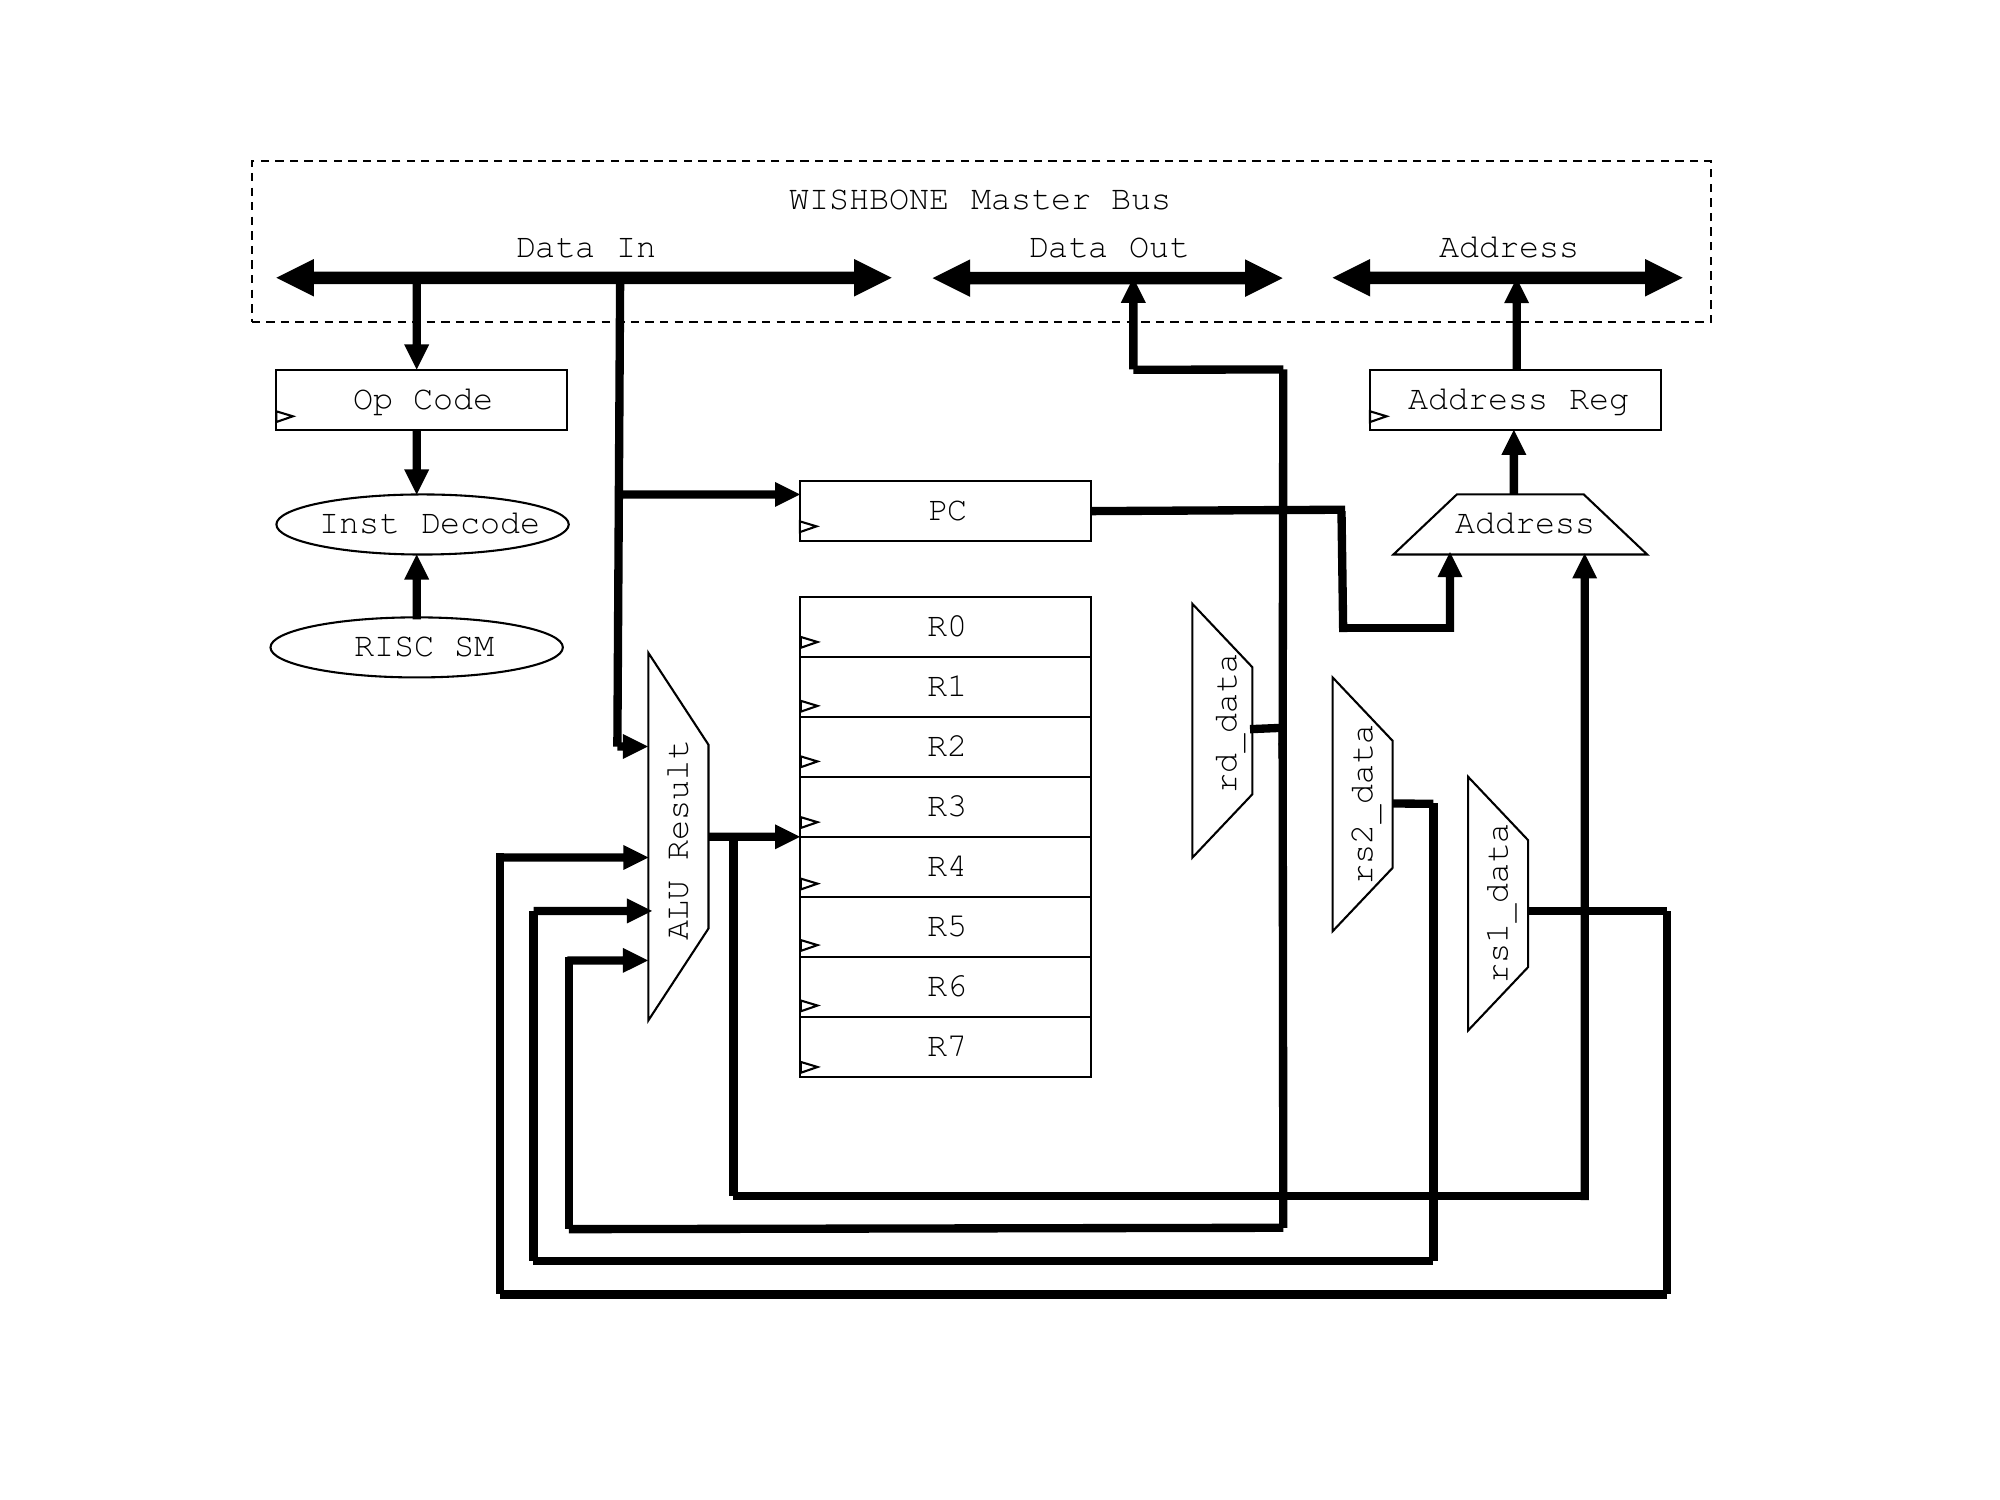 WISHBONE Master Bus
Data In
Data Out
Address
Op Code
Address Reg
Inst Decode
PC
Address
RISC SM
R0
R1
R2
R3
R4
R5
R6
R7
ALU Result
rd_data
rs2_data
rs1_data